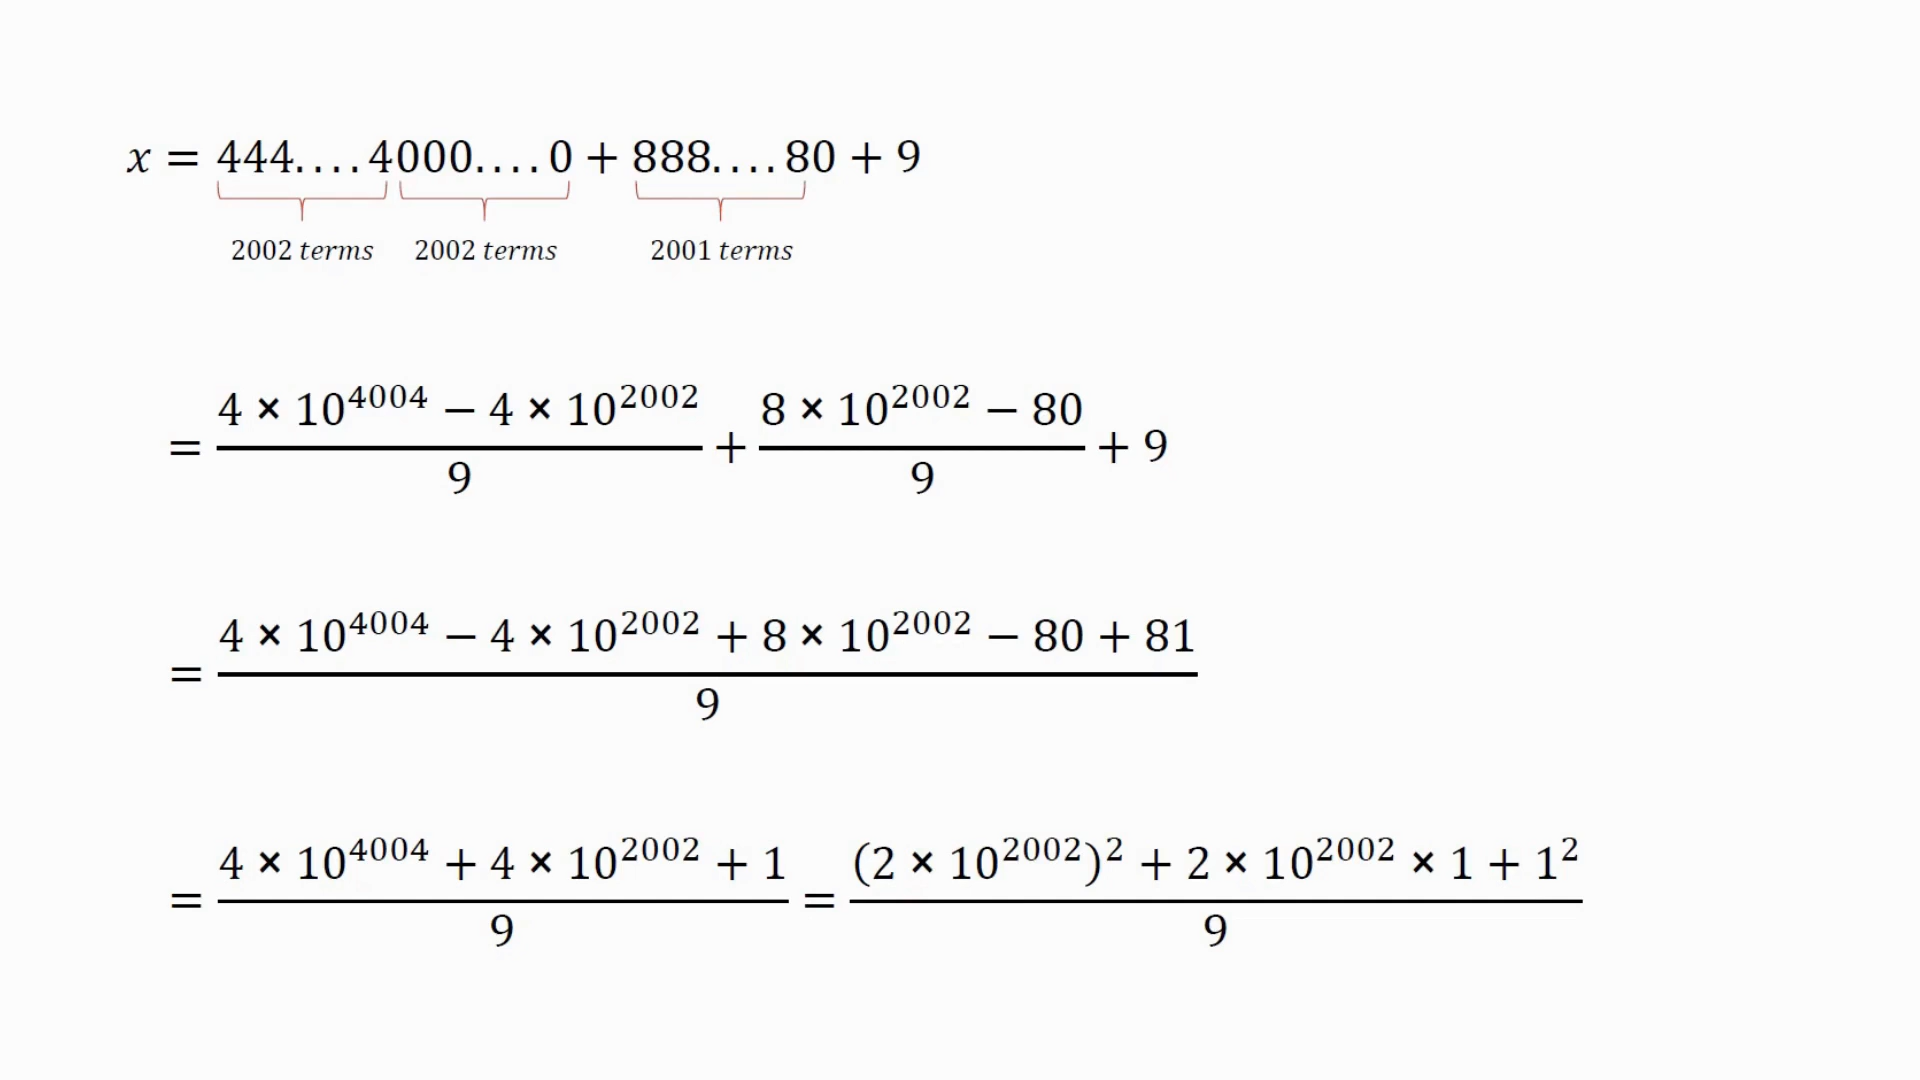 x = 444....4000....0 + 888....80 + 9
2002 terms 2002 terms 2001 terms
= (4 × 10^4004 − 4 × 10^2002)/9 + (8 × 10^2002 − 80)/9 + 9
= (4 × 10^4004 − 4 × 10^2002 + 8 × 10^2002 − 80 + 81)/9
= (4 × 10^4004 + 4 × 10^2002 + 1)/9 = ((2 × 10^2002)^2 + 2 × 10^2002 × 1 + 1^2)/9